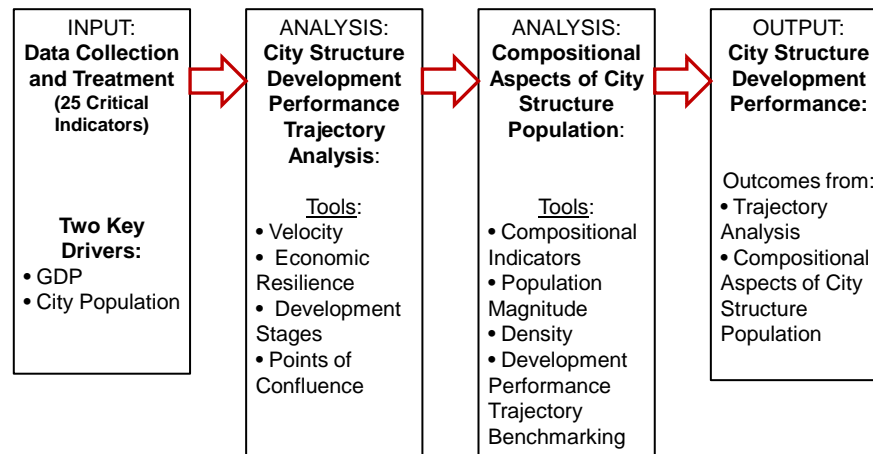 INPUT:
Data Collection
and Treatment
(25 Critical
Indicators)
Two Key
Drivers:
• GDP
• City Population
ANALYSIS:
City Structure
Development
Performance
Trajectory
Analysis:
Tools:
• Velocity
• Economic
Resilience
• Development
Stages
• Points of
Confluence
ANALYSIS:
Compositional
Aspects of City
Structure
Population:
Tools:
• Compositional
Indicators
• Population
Magnitude
• Density
• Development
Performance
Trajectory
Benchmarking
OUTPUT:
City Structure
Development
Performance:
Outcomes from:
• Trajectory
Analysis
• Compositional
Aspects of City
Structure
Population